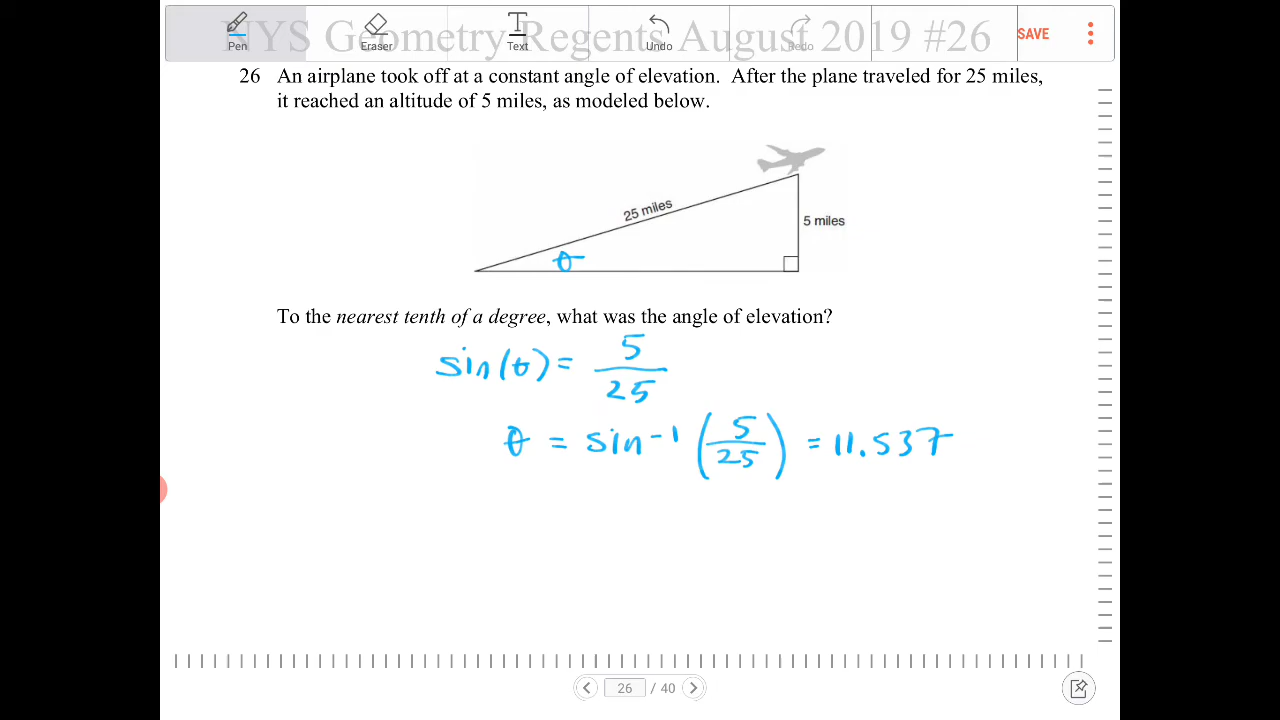 NYS Geometry Regents August 2019 #26
Pen Eraser Text Undo Redo SAVE
26 An airplane took off at a constant angle of elevation. After the plane traveled for 25 miles,
it reached an altitude of 5 miles, as modeled below.
25 miles
5 miles
θ
To the nearest tenth of a degree, what was the angle of elevation?
sin(θ) = 5/25
θ = sin⁻¹ (5/25) = 11.537
26 / 40